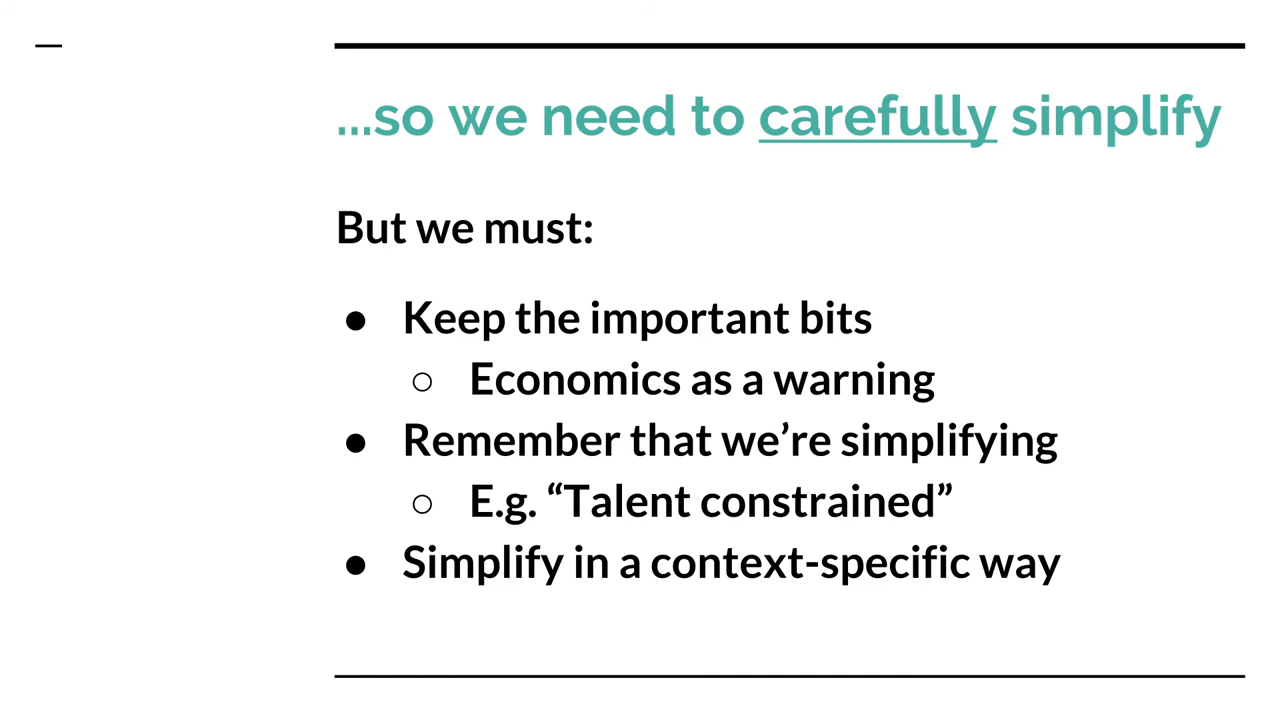 ...so we need to carefully simplify
But we must:
● Keep the important bits
○ Economics as a warning
● Remember that we’re simplifying
○ E.g. “Talent constrained”
● Simplify in a context-specific way